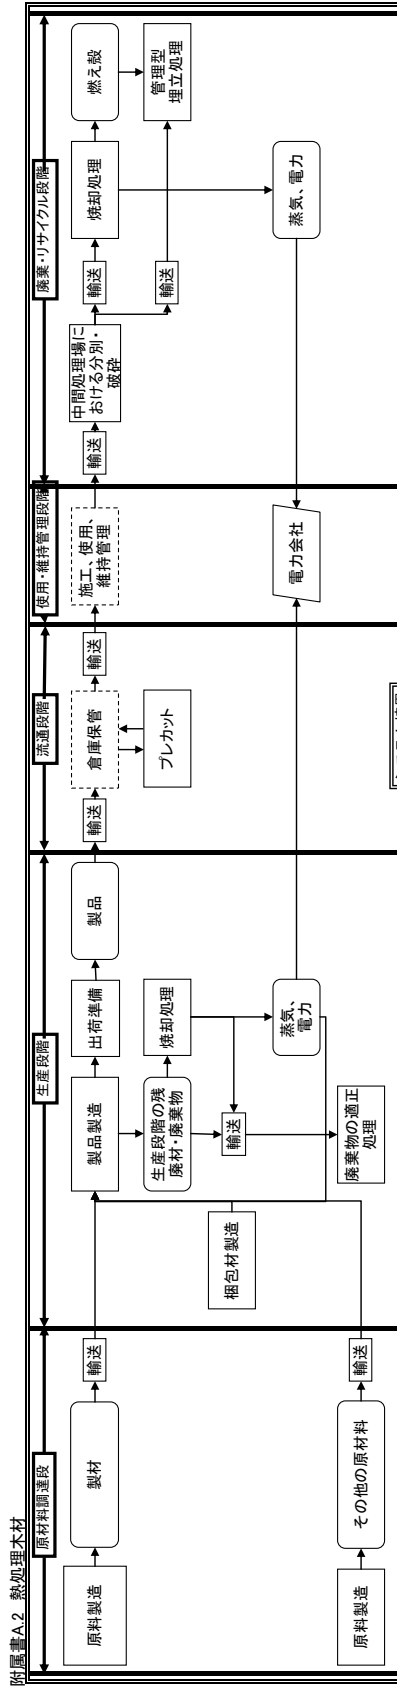 附属書A.2 熱処理木材
原材料調達段
生産段階
流通段階
使用・維持管理段階
廃棄・リサイクル段階
原料製造
製材
輸送
製品製造
出荷準備
製品
輸送
倉庫保管
輸送
施工、使用、
維持管理
輸送
中間処理場に
おける分別・
破砕
輸送
焼却処理
燃え殻
プレカット
輸送
管理型
埋立処理
生産段階の残
廃材・廃棄物
焼却処理
輸送
梱包材製造
蒸気、
電力
電力会社
蒸気、電力
廃棄物の適正
処理
原料製造
その他の原材料
輸送